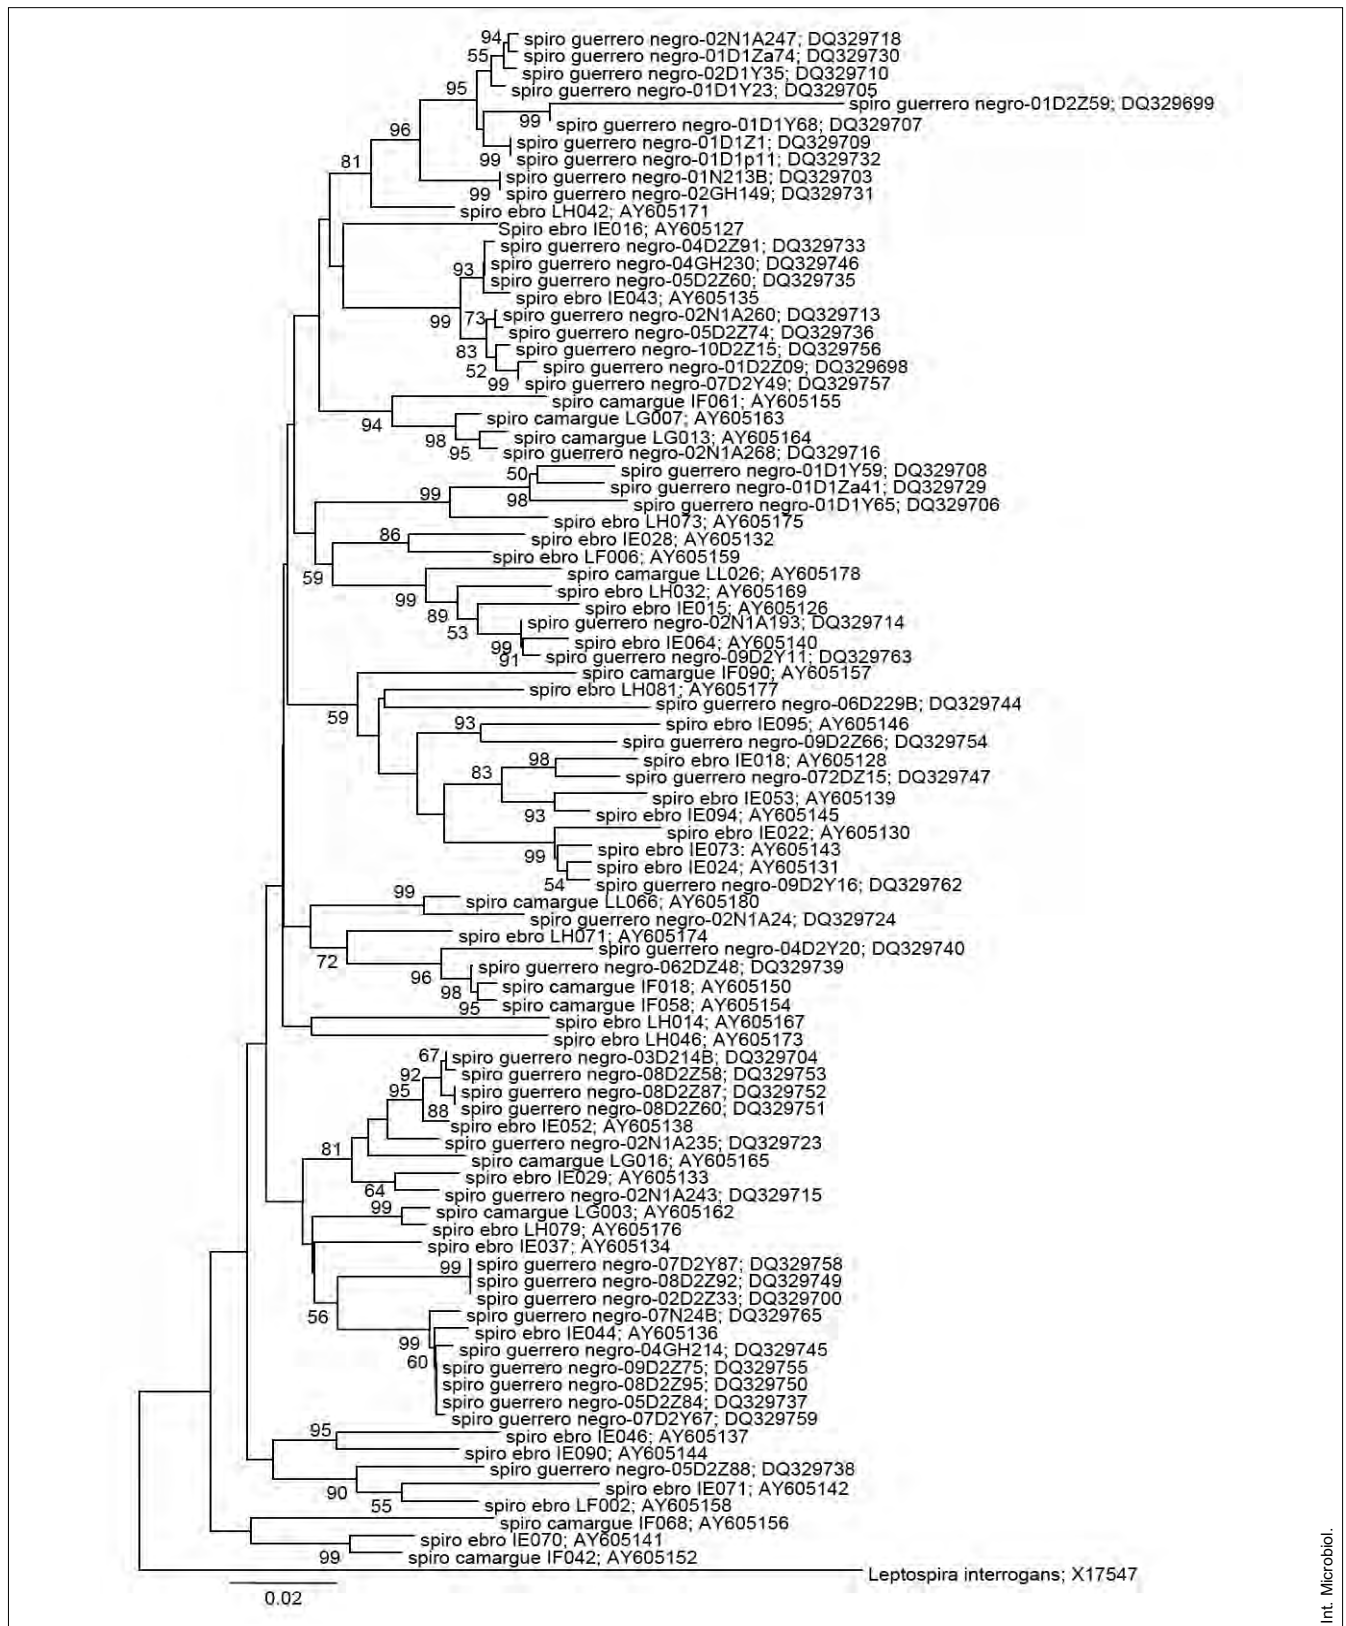 94
spiro guerrero negro-02N1A247; DQ329718
55
spiro guerrero negro-01D1Za74; DQ329730
spiro guerrero negro-02D1Y35; DQ329710
95
spiro guerrero negro-01D1Y23; DQ329705
spiro guerrero negro-01D2Z59; DQ329699
99
spiro guerrero negro-01D1Y68; DQ329707
96
spiro guerrero negro-01D1Z1; DQ329709
99
spiro guerrero negro-01D1p11; DQ329732
81
spiro guerrero negro-01N213B; DQ329703
99
spiro guerrero negro-02GH149; DQ329731
spiro ebro LH042; AY605171
Spiro ebro IE016; AY605127
spiro guerrero negro-04D2Z91; DQ329733
93
spiro guerrero negro-04GH230; DQ329746
spiro guerrero negro-05D2Z60; DQ329735
spiro ebro IE043; AY605135
99
73
spiro guerrero negro-02N1A260; DQ329713
spiro guerrero negro-05D2Z74; DQ329736
83
spiro guerrero negro-10D2Z15; DQ329756
52
spiro guerrero negro-01D2Z09; DQ329698
99
spiro guerrero negro-07D2Y49; DQ329757
spiro camargue IF061; AY605155
94
spiro camargue LG007; AY605163
98
spiro camargue LG013; AY605164
95
spiro guerrero negro-02N1A268; DQ329716
50
spiro guerrero negro-01D1Y59; DQ329708
99
spiro guerrero negro-01D1Za41; DQ329729
98
spiro guerrero negro-01D1Y65; DQ329706
spiro ebro LH073; AY605175
86
spiro ebro IE028; AY605132
spiro ebro LF006; AY605159
59
spiro camargue LL026; AY605178
99
spiro ebro LH032; AY605169
89
spiro ebro IE015; AY605126
53
spiro guerrero negro-02N1A193; DQ329714
99
spiro ebro IE064; AY605140
91
spiro guerrero negro-09D2Y11; DQ329763
spiro camargue IF090; AY605157
spiro ebro LH081; AY605177
59
spiro guerrero negro-06D229B; DQ329744
93
spiro ebro IE095; AY605146
spiro guerrero negro-09D2Z66; DQ329754
98
spiro ebro IE018; AY605128
83
spiro guerrero negro-072DZ15; DQ329747
spiro ebro IE053; AY605139
93
spiro ebro IE094; AY605145
spiro ebro IE022; AY605130
99
spiro ebro IE073: AY605143
spiro ebro IE024; AY605131
54
spiro guerrero negro-09D2Y16; DQ329762
99
spiro camargue LL066; AY605180
spiro guerrero negro-02N1A24; DQ329724
spiro ebro LH071; AY605174
72
spiro guerrero negro-04D2Y20; DQ329740
96
spiro guerrero negro-062DZ48; DQ329739
98
spiro camargue IF018; AY605150
95
spiro camargue IF058; AY605154
spiro ebro LH014; AY605167
spiro ebro LH046; AY605173
67
spiro guerrero negro-03D214B; DQ329704
92
spiro guerrero negro-08D2Z58; DQ329753
95
spiro guerrero negro-08D2Z87; DQ329752
88
spiro guerrero negro-08D2Z60; DQ329751
spiro ebro IE052; AY605138
81
spiro guerrero negro-02N1A235; DQ329723
spiro camargue LG016; AY605165
spiro ebro IE029; AY605133
64
spiro guerrero negro-02N1A243; DQ329715
99
spiro camargue LG003; AY605162
spiro ebro LH079; AY605176
spiro ebro IE037; AY605134
99
spiro guerrero negro-07D2Y87; DQ329758
spiro guerrero negro-08D2Z92; DQ329749
spiro guerrero negro-02D2Z33; DQ329700
56
spiro guerrero negro-07N24B; DQ329765
99
spiro ebro IE044; AY605136
60
spiro guerrero negro-04GH214; DQ329745
spiro guerrero negro-09D2Z75; DQ329755
spiro guerrero negro-08D2Z95; DQ329750
spiro guerrero negro-05D2Z84; DQ329737
spiro guerrero negro-07D2Y67; DQ329759
95
spiro ebro IE046; AY605137
spiro ebro IE090; AY605144
spiro guerrero negro-05D2Z88; DQ329738
90
spiro ebro IE071; AY605142
55
spiro ebro LF002; AY605158
spiro camargue IF068; AY605156
spiro ebro IE070; AY605141
99
spiro camargue IF042; AY605152
Leptospira interrogans; X17547
0.02
Int. Microbiol.